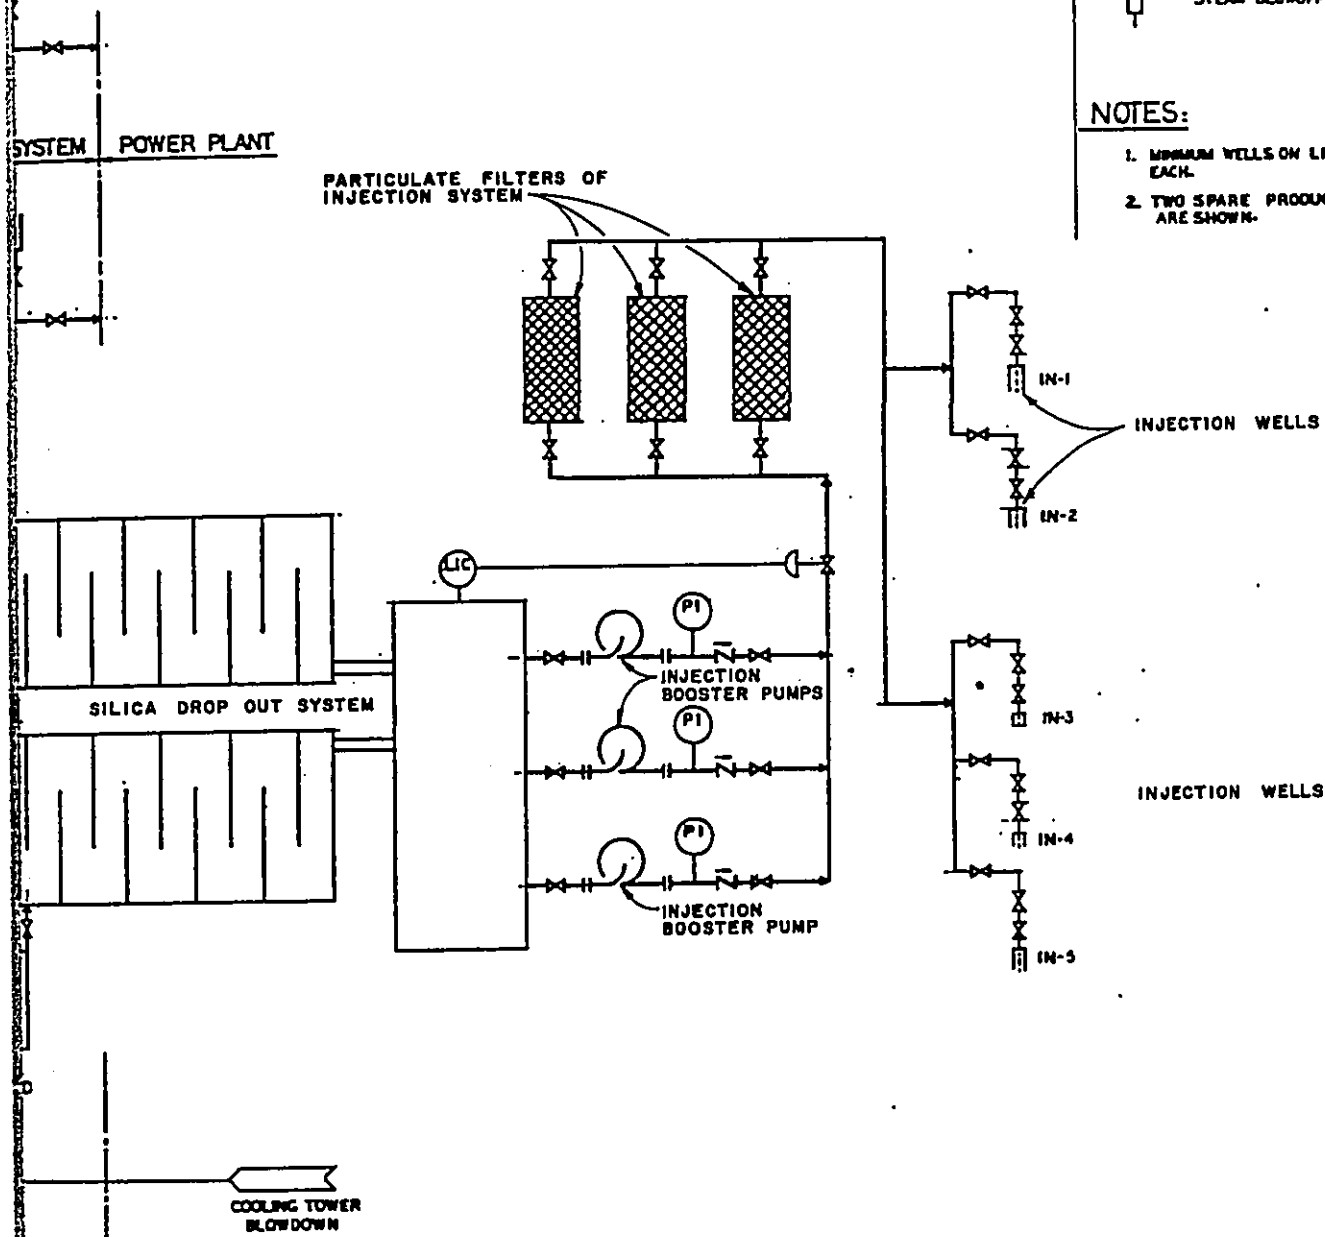 STEAM BLOWOFF
NOTES:
1. MINIMUM WELLS ON LI
EACH.
2. TWO SPARE PRODUC
ARE SHOWN.
SYSTEM
POWER PLANT
PARTICULATE FILTERS OF
INJECTION SYSTEM
IN-1
INJECTION WELLS
IN-2
LIC
PI
INJECTION
BOOSTER PUMPS
SILICA DROP OUT SYSTEM
PI
IN-3
INJECTION WELLS
IN-4
PI
INJECTION
BOOSTER PUMP
IN-5
COOLING TOWER
BLOWDOWN